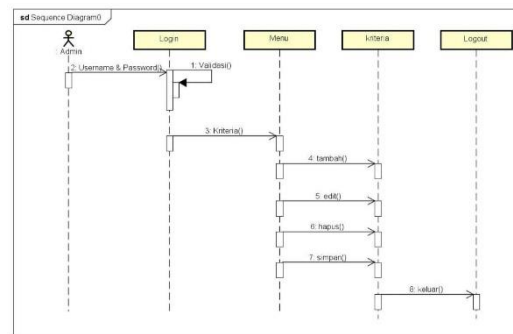 sd Sequence Diagram0
Admin
Login
Menu
kriteria
Logout
2: Username & Password()
1: Validasi()
3: Kriteria()
4: tambah()
5: edit()
6: hapus()
7: simpan()
8: keluar()